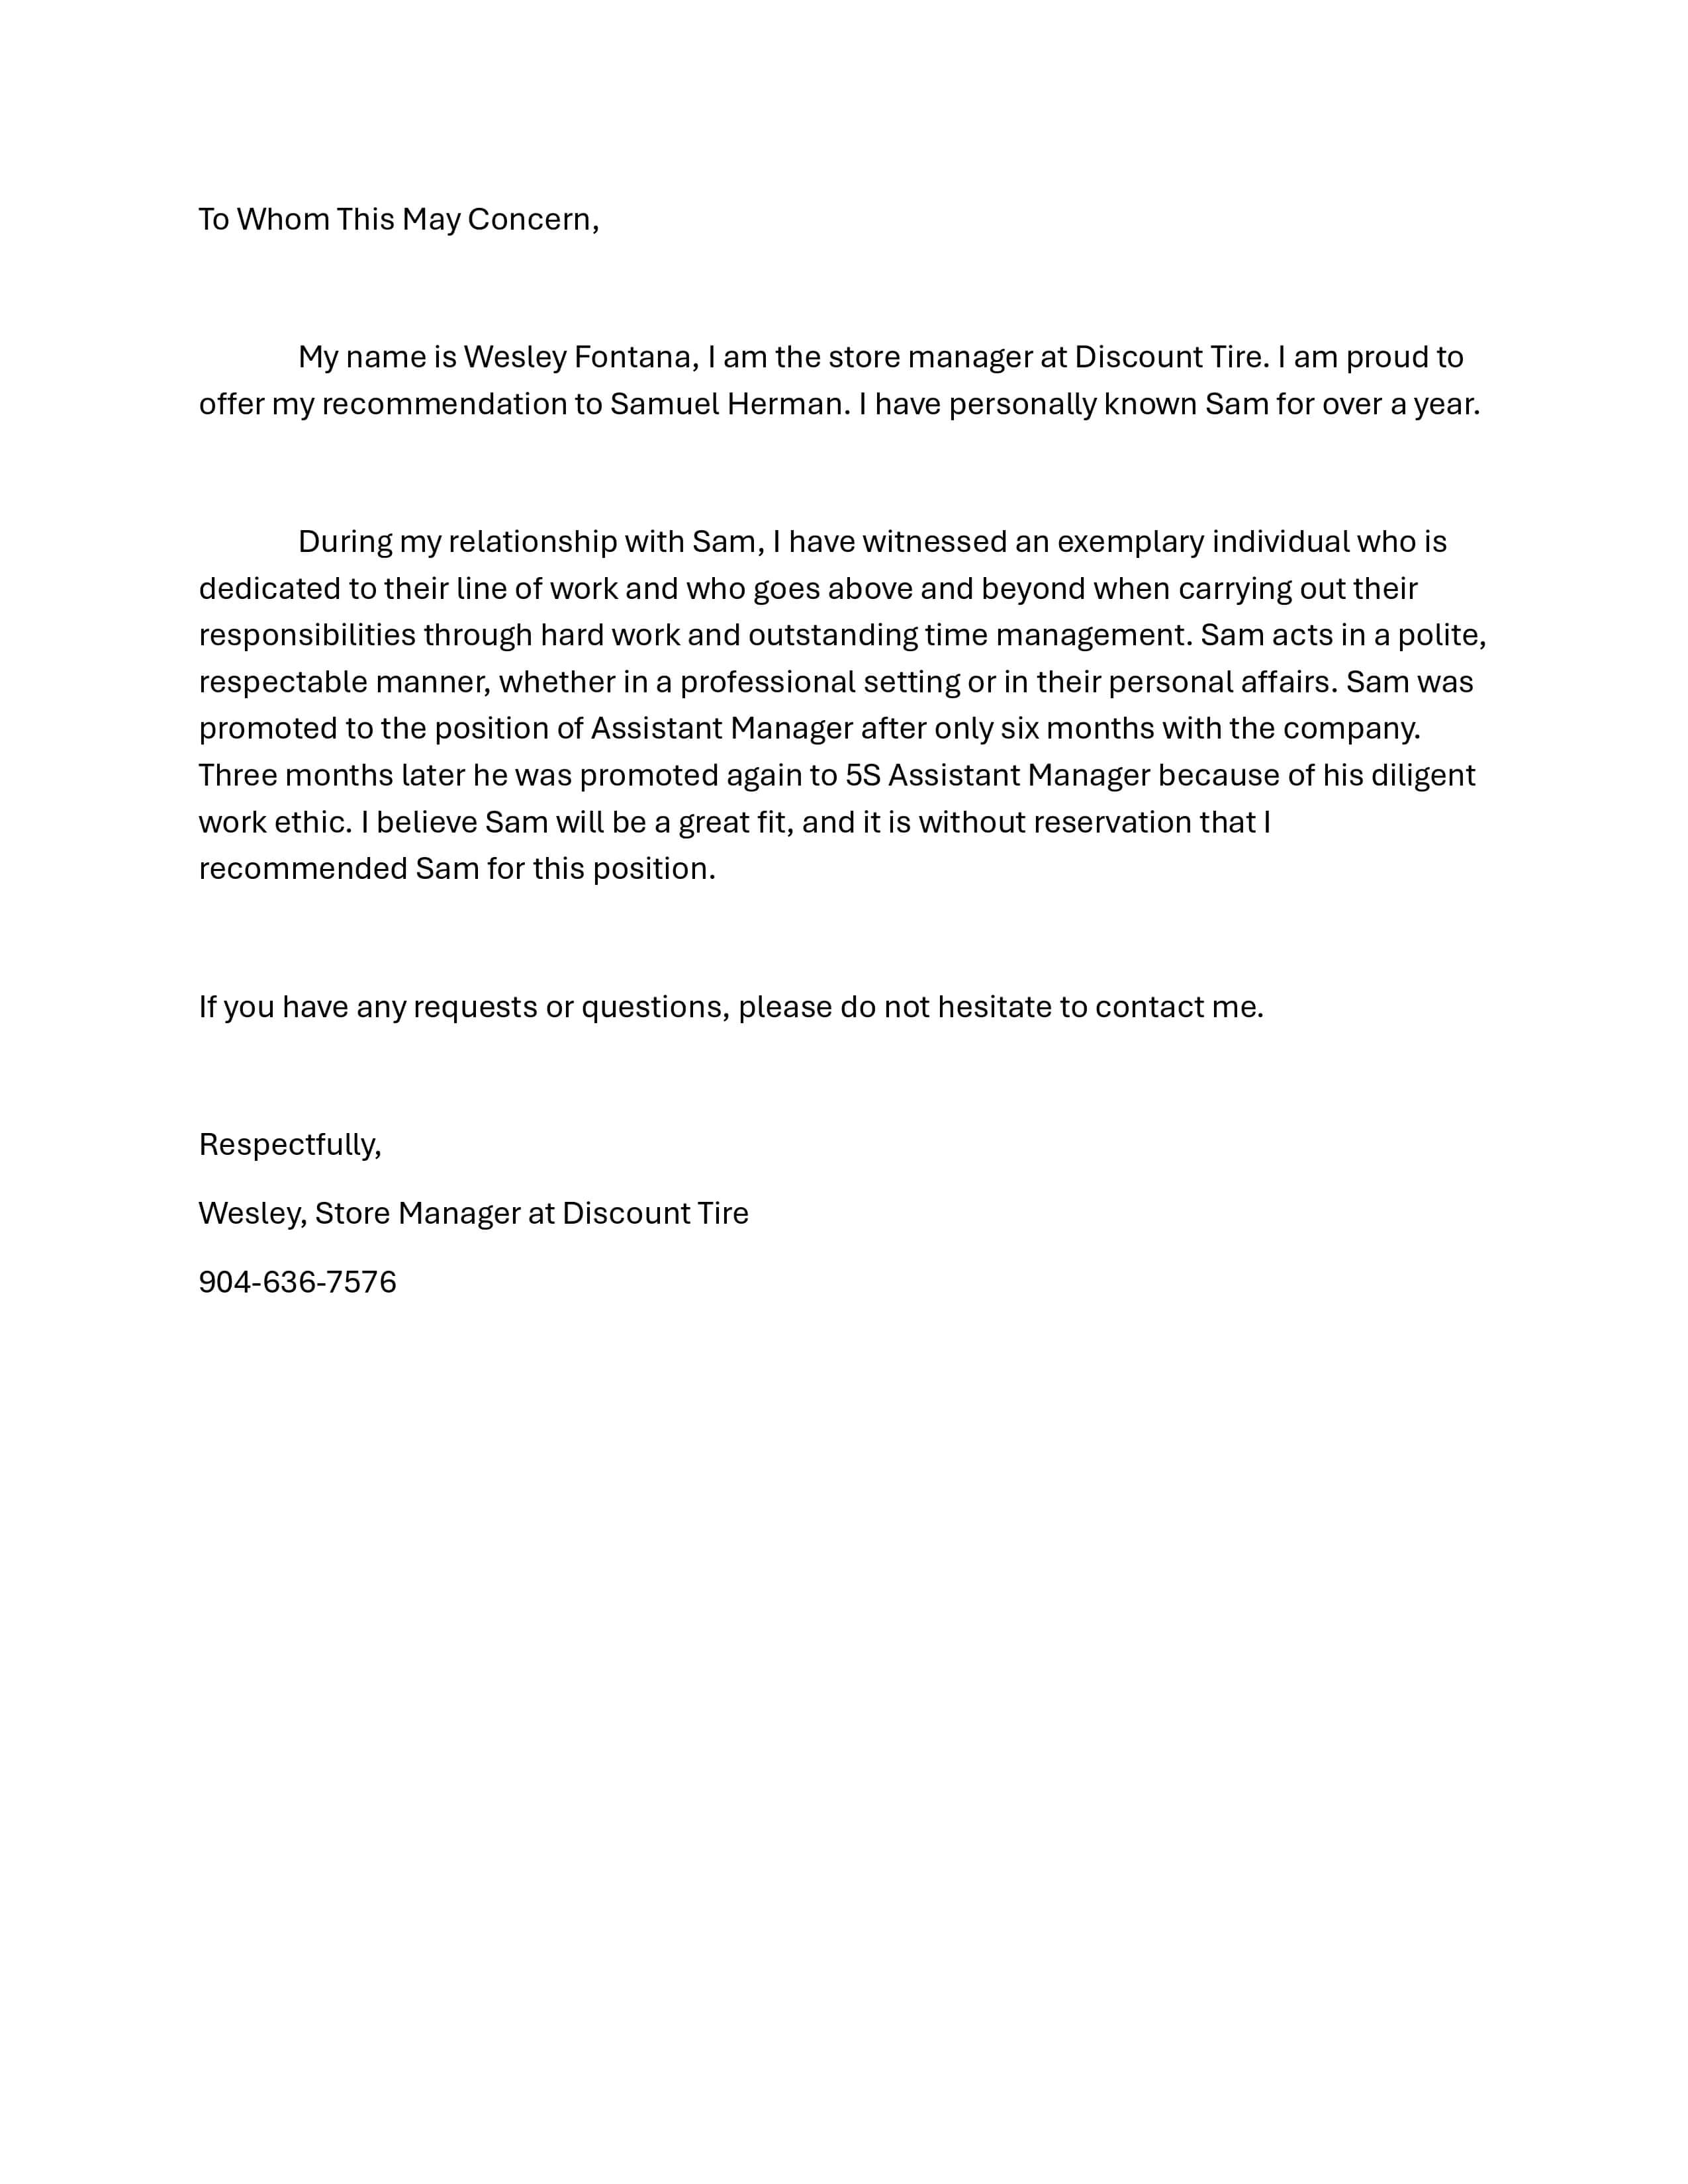 To Whom This May Concern,
My name is Wesley Fontana, I am the store manager at Discount Tire. I am proud to
offer my recommendation to Samuel Herman. I have personally known Sam for over a year.
During my relationship with Sam, I have witnessed an exemplary individual who is
dedicated to their line of work and who goes above and beyond when carrying out their
responsibilities through hard work and outstanding time management. Sam acts in a polite,
respectable manner, whether in a professional setting or in their personal affairs. Sam was
promoted to the position of Assistant Manager after only six months with the company.
Three months later he was promoted again to 5S Assistant Manager because of his diligent
work ethic. I believe Sam will be a great fit, and it is without reservation that I
recommended Sam for this position.
If you have any requests or questions, please do not hesitate to contact me.
Respectfully,
Wesley, Store Manager at Discount Tire
904-636-7576